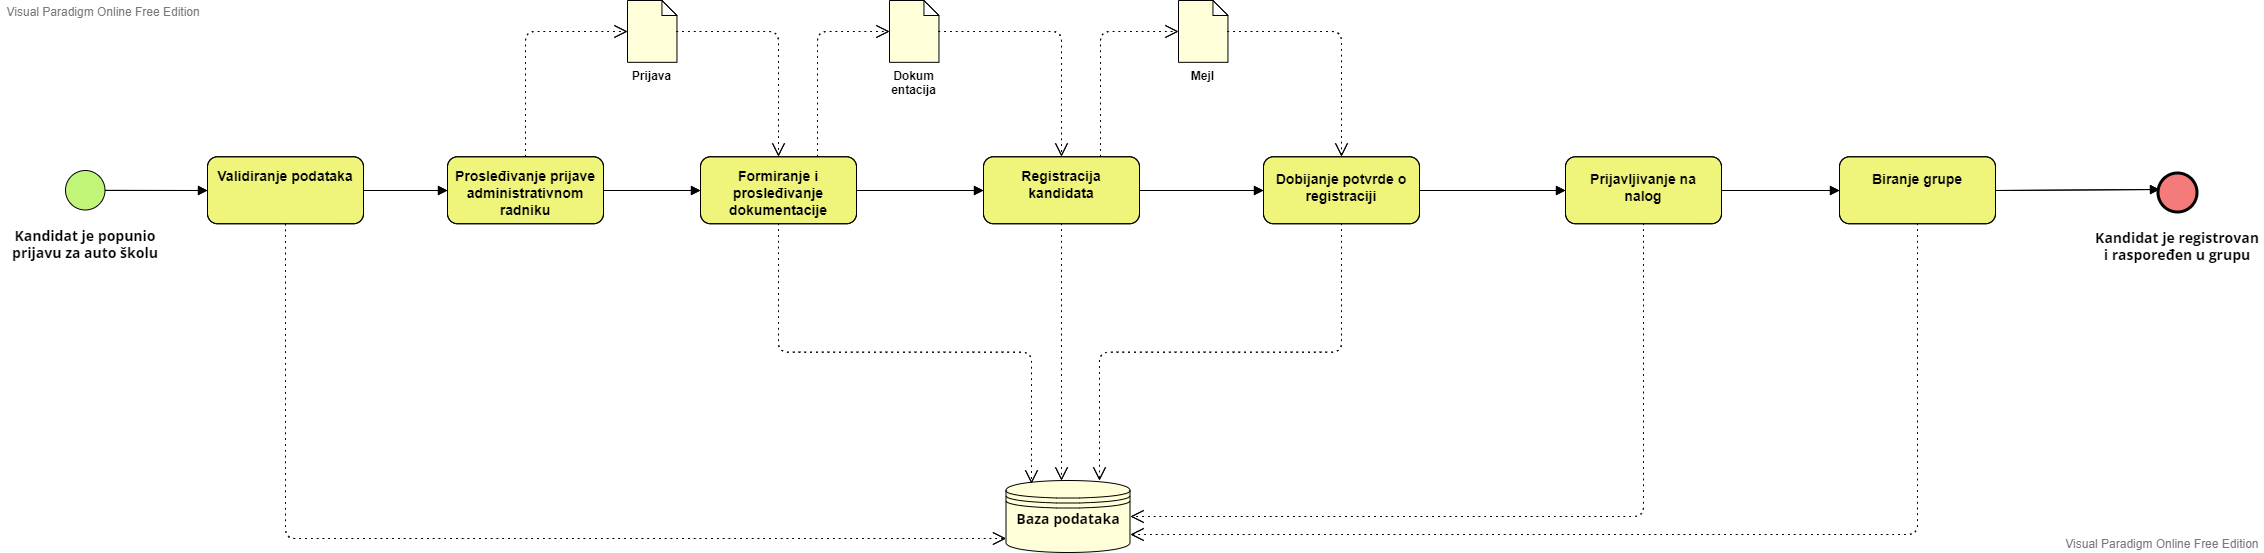 Visual Paradigm Online Free Edition
Prijava
Dokum
entacija
Mejl
Kandidat je popunio
prijavu za auto školu
Validiranje podataka
Prosleđivanje prijave
administrativnom
radniku
Formiranje i
prosleđivanje
dokumentacije
Registracija
kandidata
Dobijanje potvrde o
registraciji
Prijavljivanje na
nalog
Biranje grupe
Kandidat je registrovan
i raspoređen u grupu
Baza podataka
Visual Paradigm Online Free Edition